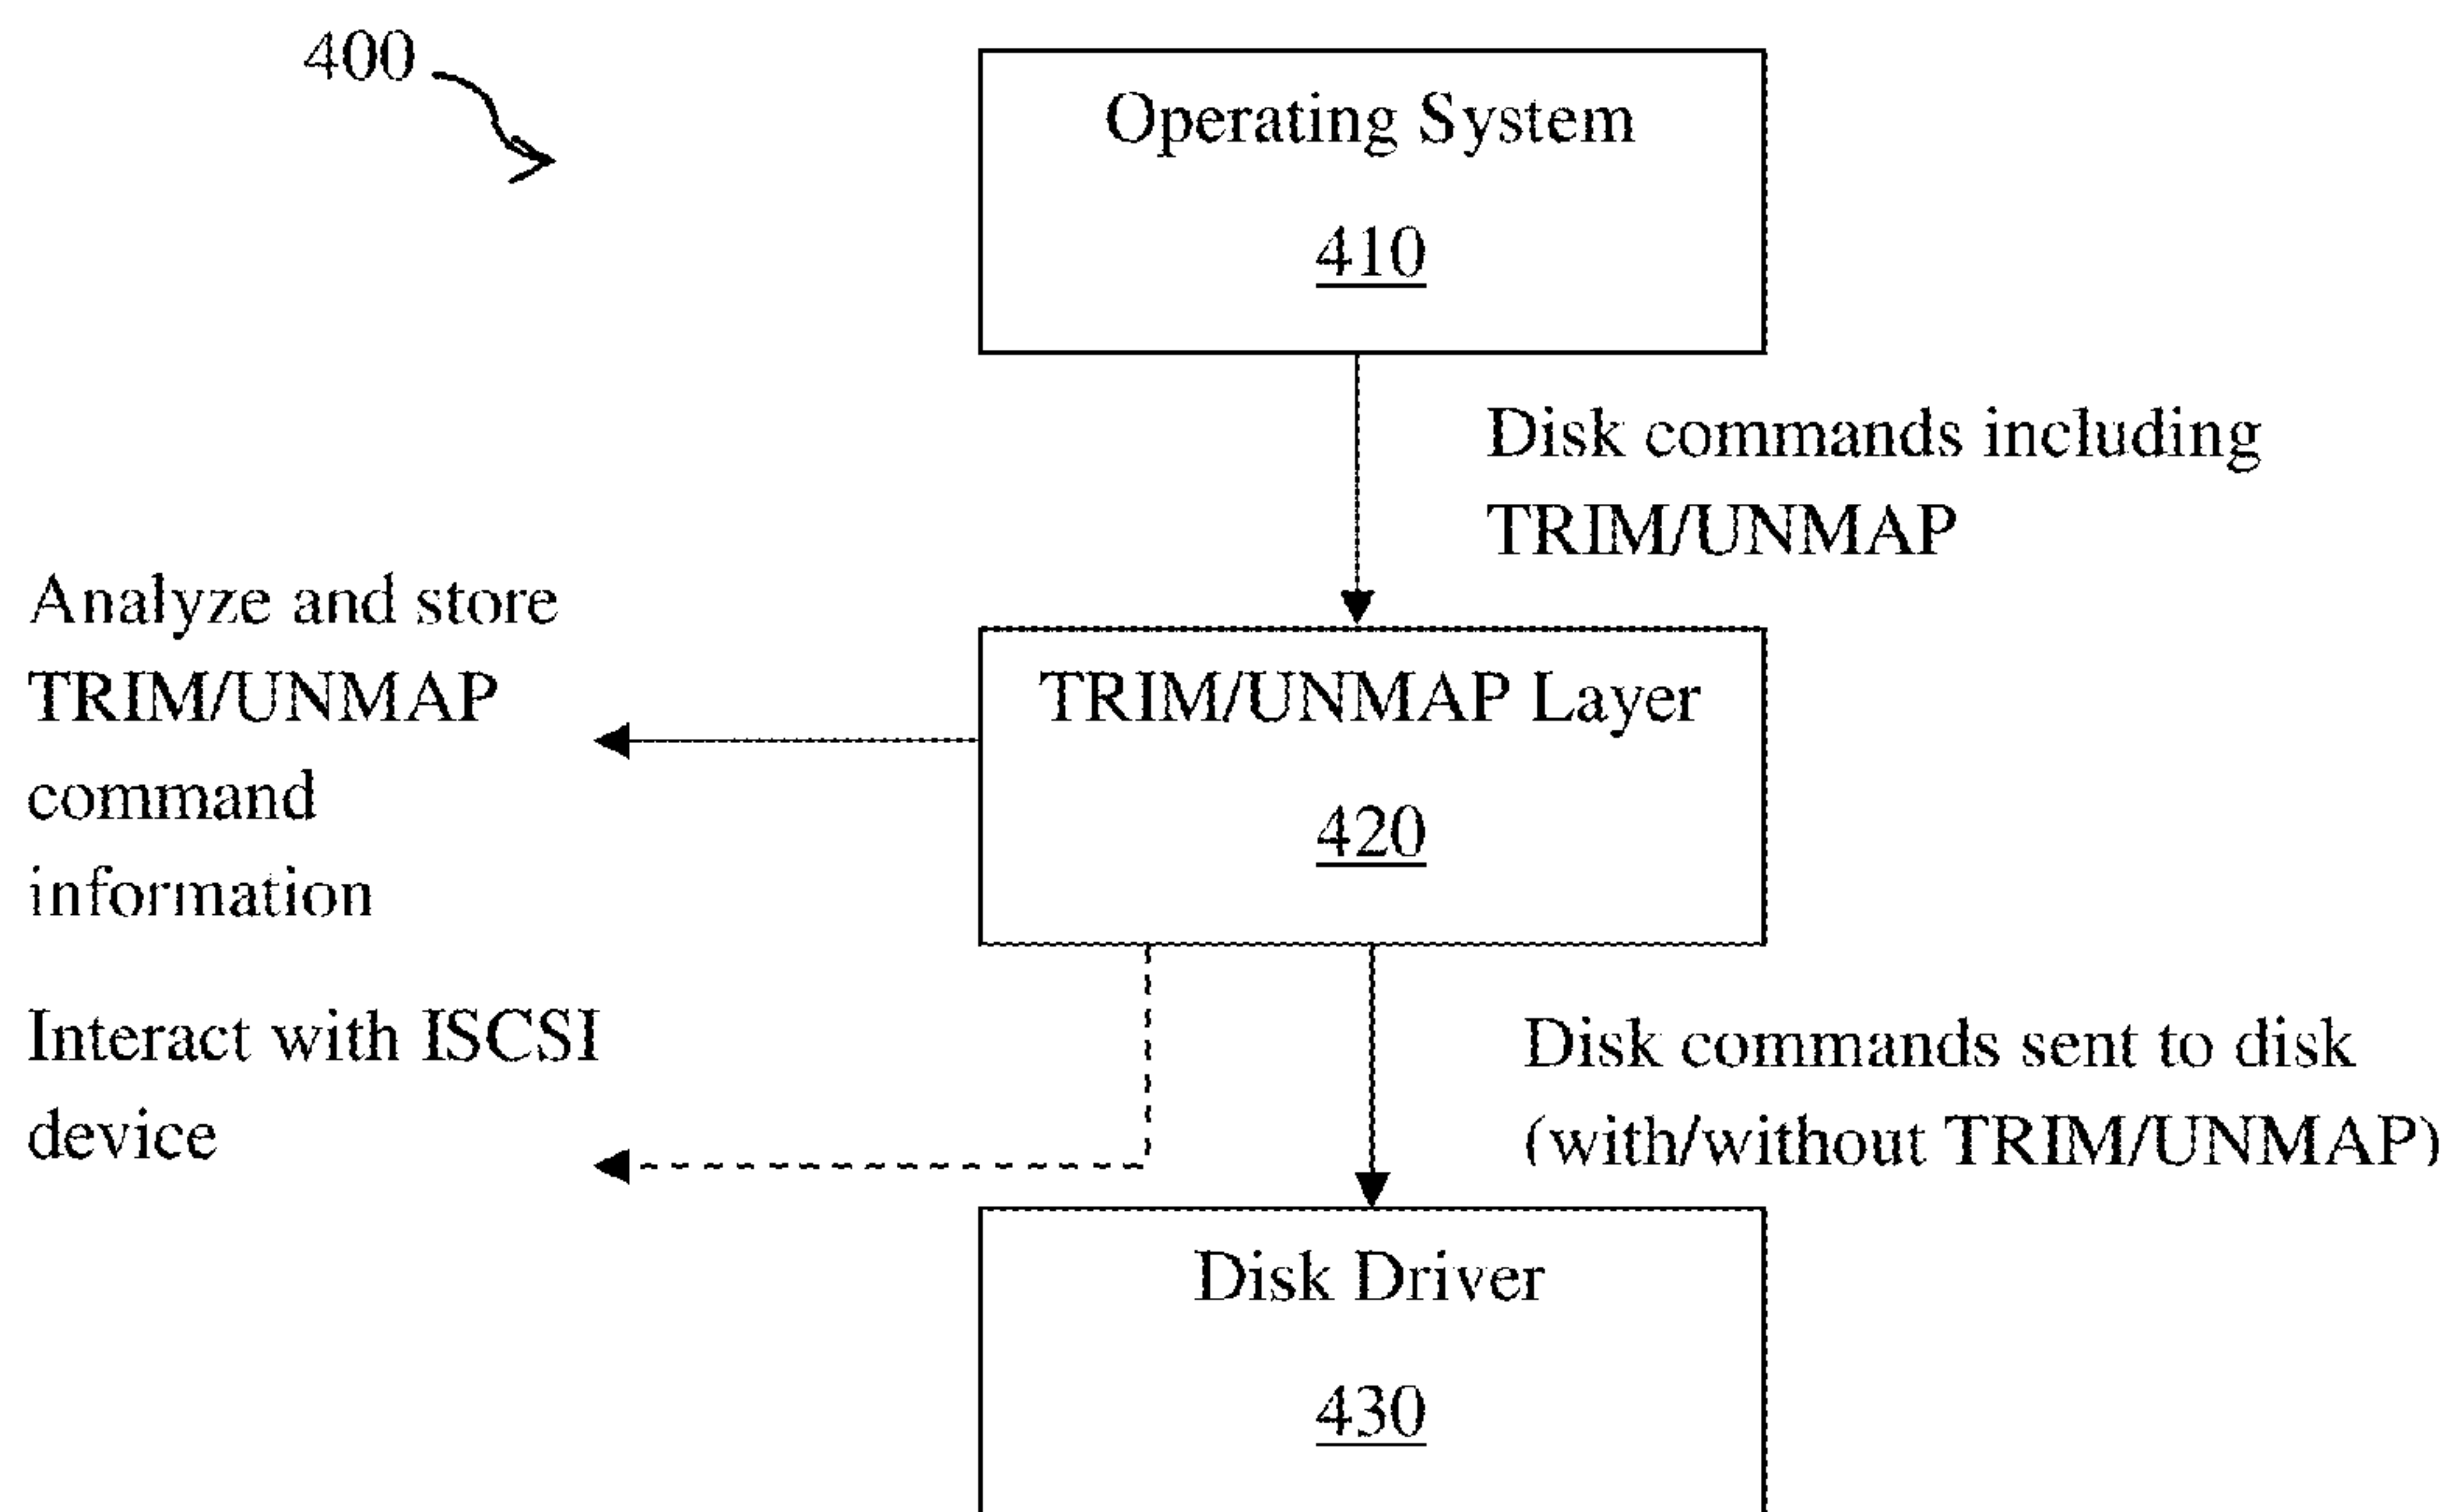 400
Operating System
410
Disk commands including
TRIM/UNMAP
Analyze and store
TRIM/UNMAP
command
information
TRIM/UNMAP Layer
420
Interact with ISCSI
device
Disk commands sent to disk
(with/without TRIM/UNMAP)
Disk Driver
430